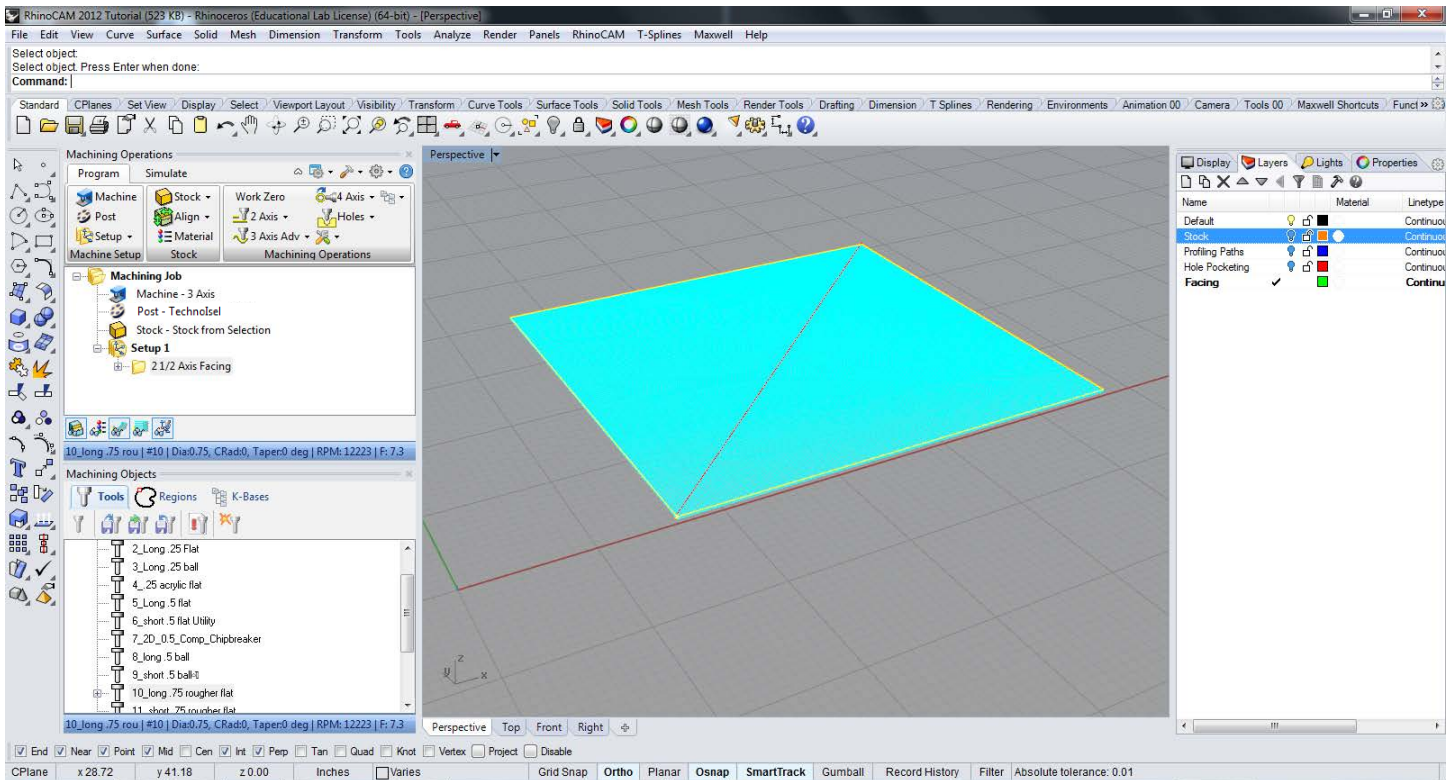 RhinoCAM 2012 Tutorial (523 KB) - Rhinoceros (Educational Lab License) (64-bit) - [Perspective]
File Edit View Curve Surface Solid Mesh Dimension Transform Tools Analyze Render Panels RhinoCAM T-Splines Maxwell Help
Select object:
Select object. Press Enter when done:
Command:
Standard CPlanes Set View Display Select Viewport Layout Visibility Transform Curve Tools Surface Tools Solid Tools Mesh Tools Render Tools Drafting Dimension T Splines Rendering Environments Animation 00 Camera Tools 00 Maxwell Shortcuts Funct »
Machining Operations
Program Simulate
Machine Stock Work Zero 4 Axis
Post Align 2 Axis Holes
Setup Material 3 Axis Adv
Machine Setup Stock Machining Operations
Machining Job
Machine - 3 Axis
Post - TechnoIsel
Stock - Stock from Selection
Setup 1
2 1/2 Axis Facing
10_long .75 rou | #10 | Dia:0.75, CRad:0, Taper:0 deg | RPM: 12223 | F: 7.3
Machining Objects
Tools Regions K-Bases
2_Long .25 Flat
3_Long .25 ball
4_.25 acrylic flat
5_Long .5 flat
6_short .5 flat Utility
7_2D_0.5_Comp_Chipbreaker
8_long .5 ball
9_short .5 ball
10_long .75 rougher flat
11_short .75 rougher flat
10_long .75 rou | #10 | Dia:0.75, CRad:0, Taper:0 deg | RPM: 12223 | F: 7.3
Perspective
z
y x
Perspective Top Front Right
Display Layers Lights Properties
Name Material Linetype
Default Continuou
Stock Continuou
Profiling Paths Continuou
Hole Pocketing Continuou
Facing Continu
End Near Point Mid Cen Int Perp Tan Quad Knot Vertex Project Disable
CPlane x 28.72 y 41.18 z 0.00 Inches Varies Grid Snap Ortho Planar Osnap SmartTrack Gumball Record History Filter Absolute tolerance: 0.01